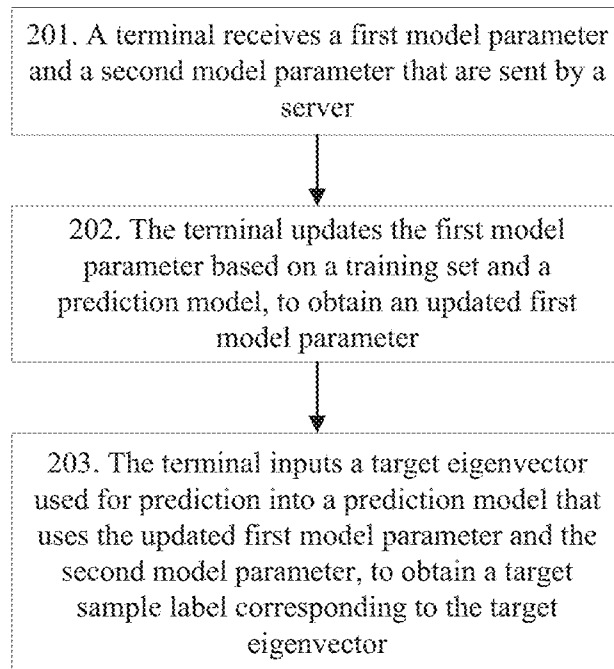 201. A terminal receives a first model parameter
and a second model parameter that are sent by a
server
202. The terminal updates the first model
parameter based on a training set and a
prediction model, to obtain an updated first
model parameter
203. The terminal inputs a target eigenvector
used for prediction into a prediction model that
uses the updated first model parameter and the
second model parameter, to obtain a target
sample label corresponding to the target
eigenvector